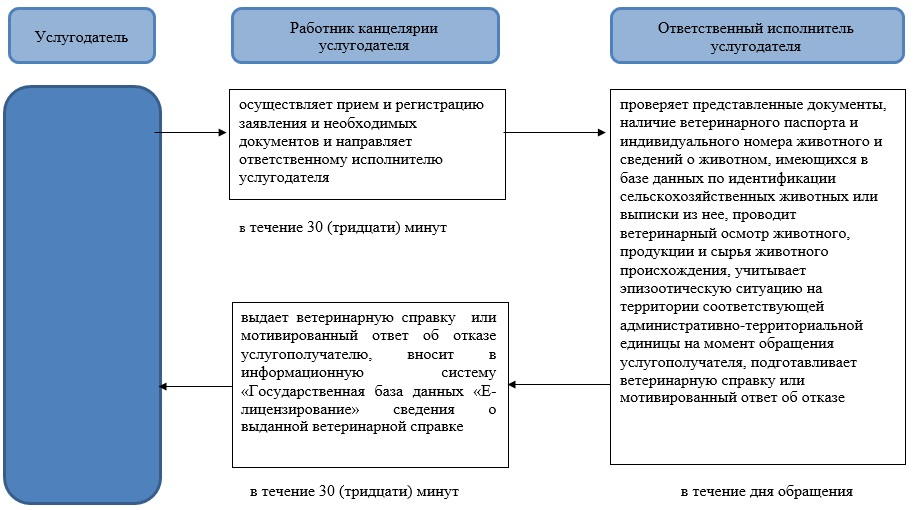 Услугодатель
Работник канцелярии
услугодателя
Ответственный исполнитель
услугодателя
осуществляет прием и регистрацию
заявления и необходимых
документов и направляет
ответственному исполнителю
услугодателя
в течение 30 (тридцати) минут
проверяет представленные документы,
наличие ветеринарного паспорта и
индивидуального номера животного и
сведений о животном, имеющихся в
базе данных по идентификации
сельскохозяйственных животных или
выписки из нее, проводит
ветеринарный осмотр животного,
продукции и сырья животного
происхождения, учитывает
эпизоотическую ситуацию на
территории соответствующей
административно-территориальной
единицы на момент обращения
услугополучателя, подготавливает
ветеринарную справку или
мотивированный ответ об отказе
в течение дня обращения
выдает ветеринарную справку или
мотивированный ответ об отказе
услугополучателю, вносит в
информационную систему
«Государственная база данных «Е-
лицензирование» сведения о
выданной ветеринарной справке
в течение 30 (тридцати) минут